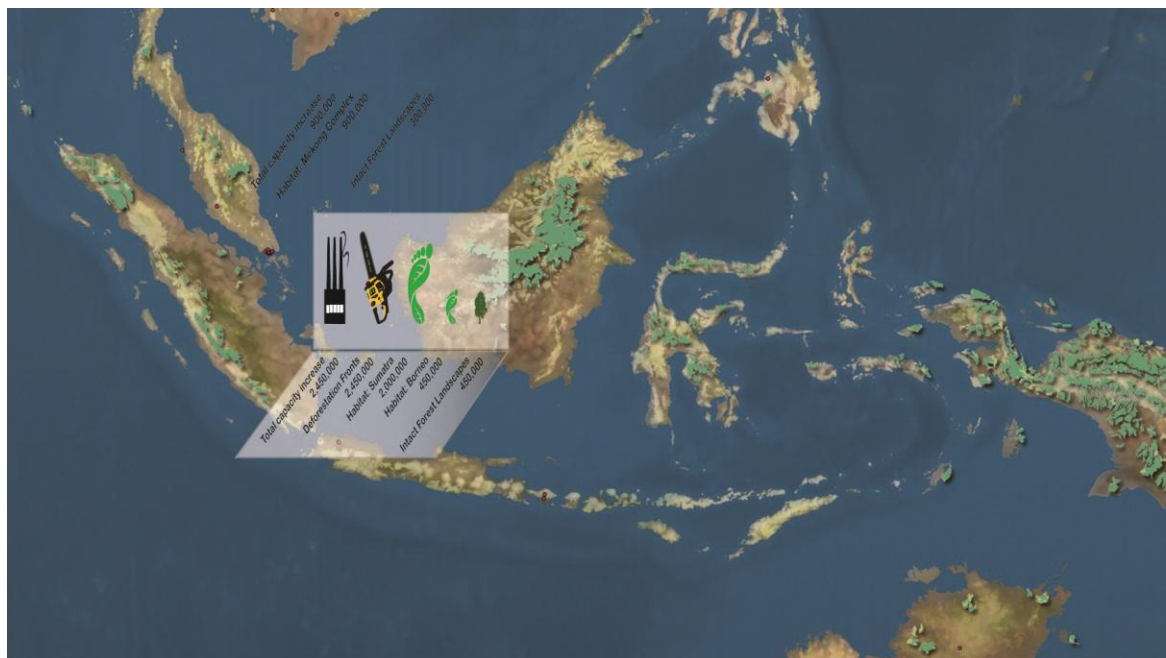 Total capacity increase
900,000
Habitat: Mekong Complex
900,000
Intact Forest Landscapes
200,000
Total capacity increase
2,450,000
Deforestation Fronts
2,450,000
Habitat: Sumatra
2,000,000
Habitat: Borneo
450,000
Intact Forest Landscapes
450,000